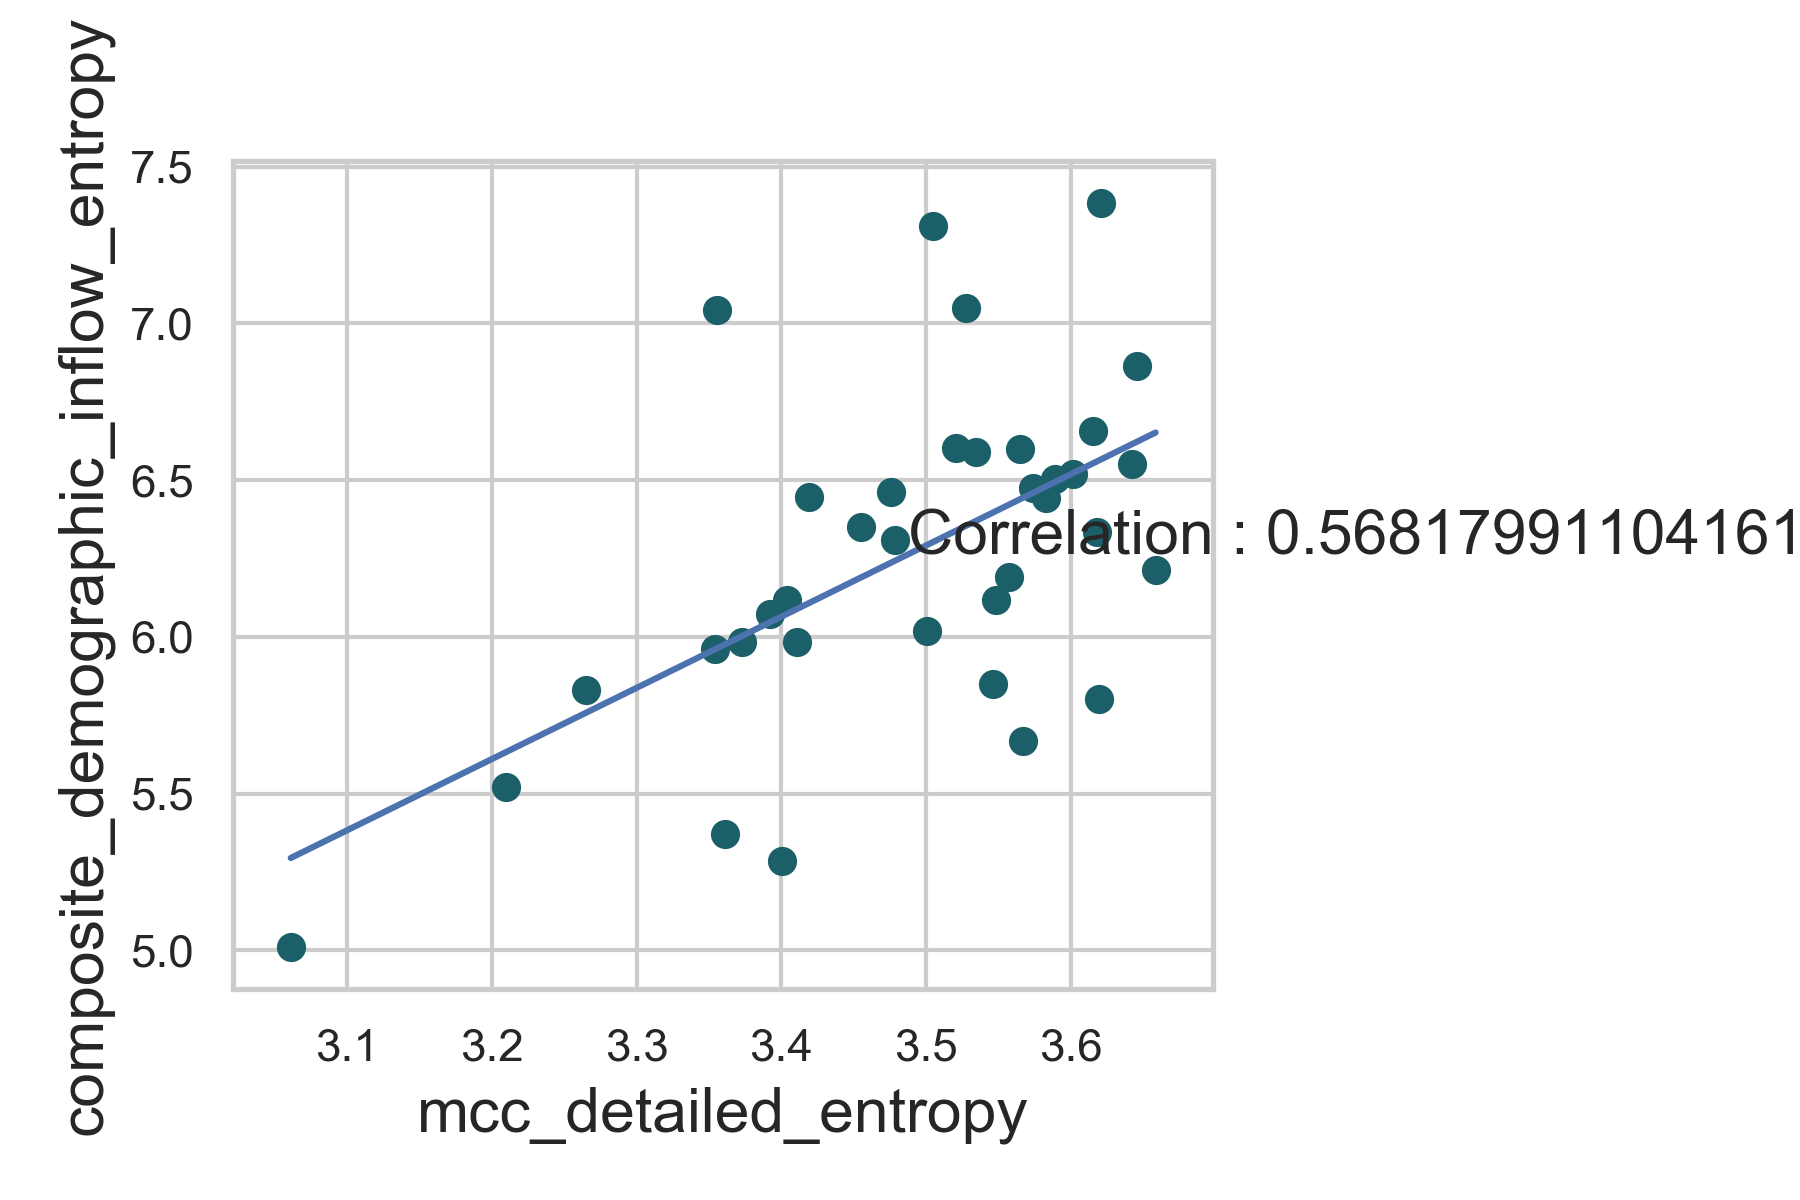 composite_demographic_inflow_entropy
7.5
7.0
6.5
6.0
5.5
5.0
Correlation : 0.568179911104161
3.1 3.2 3.3 3.4 3.5 3.6
mcc_detailed_entropy